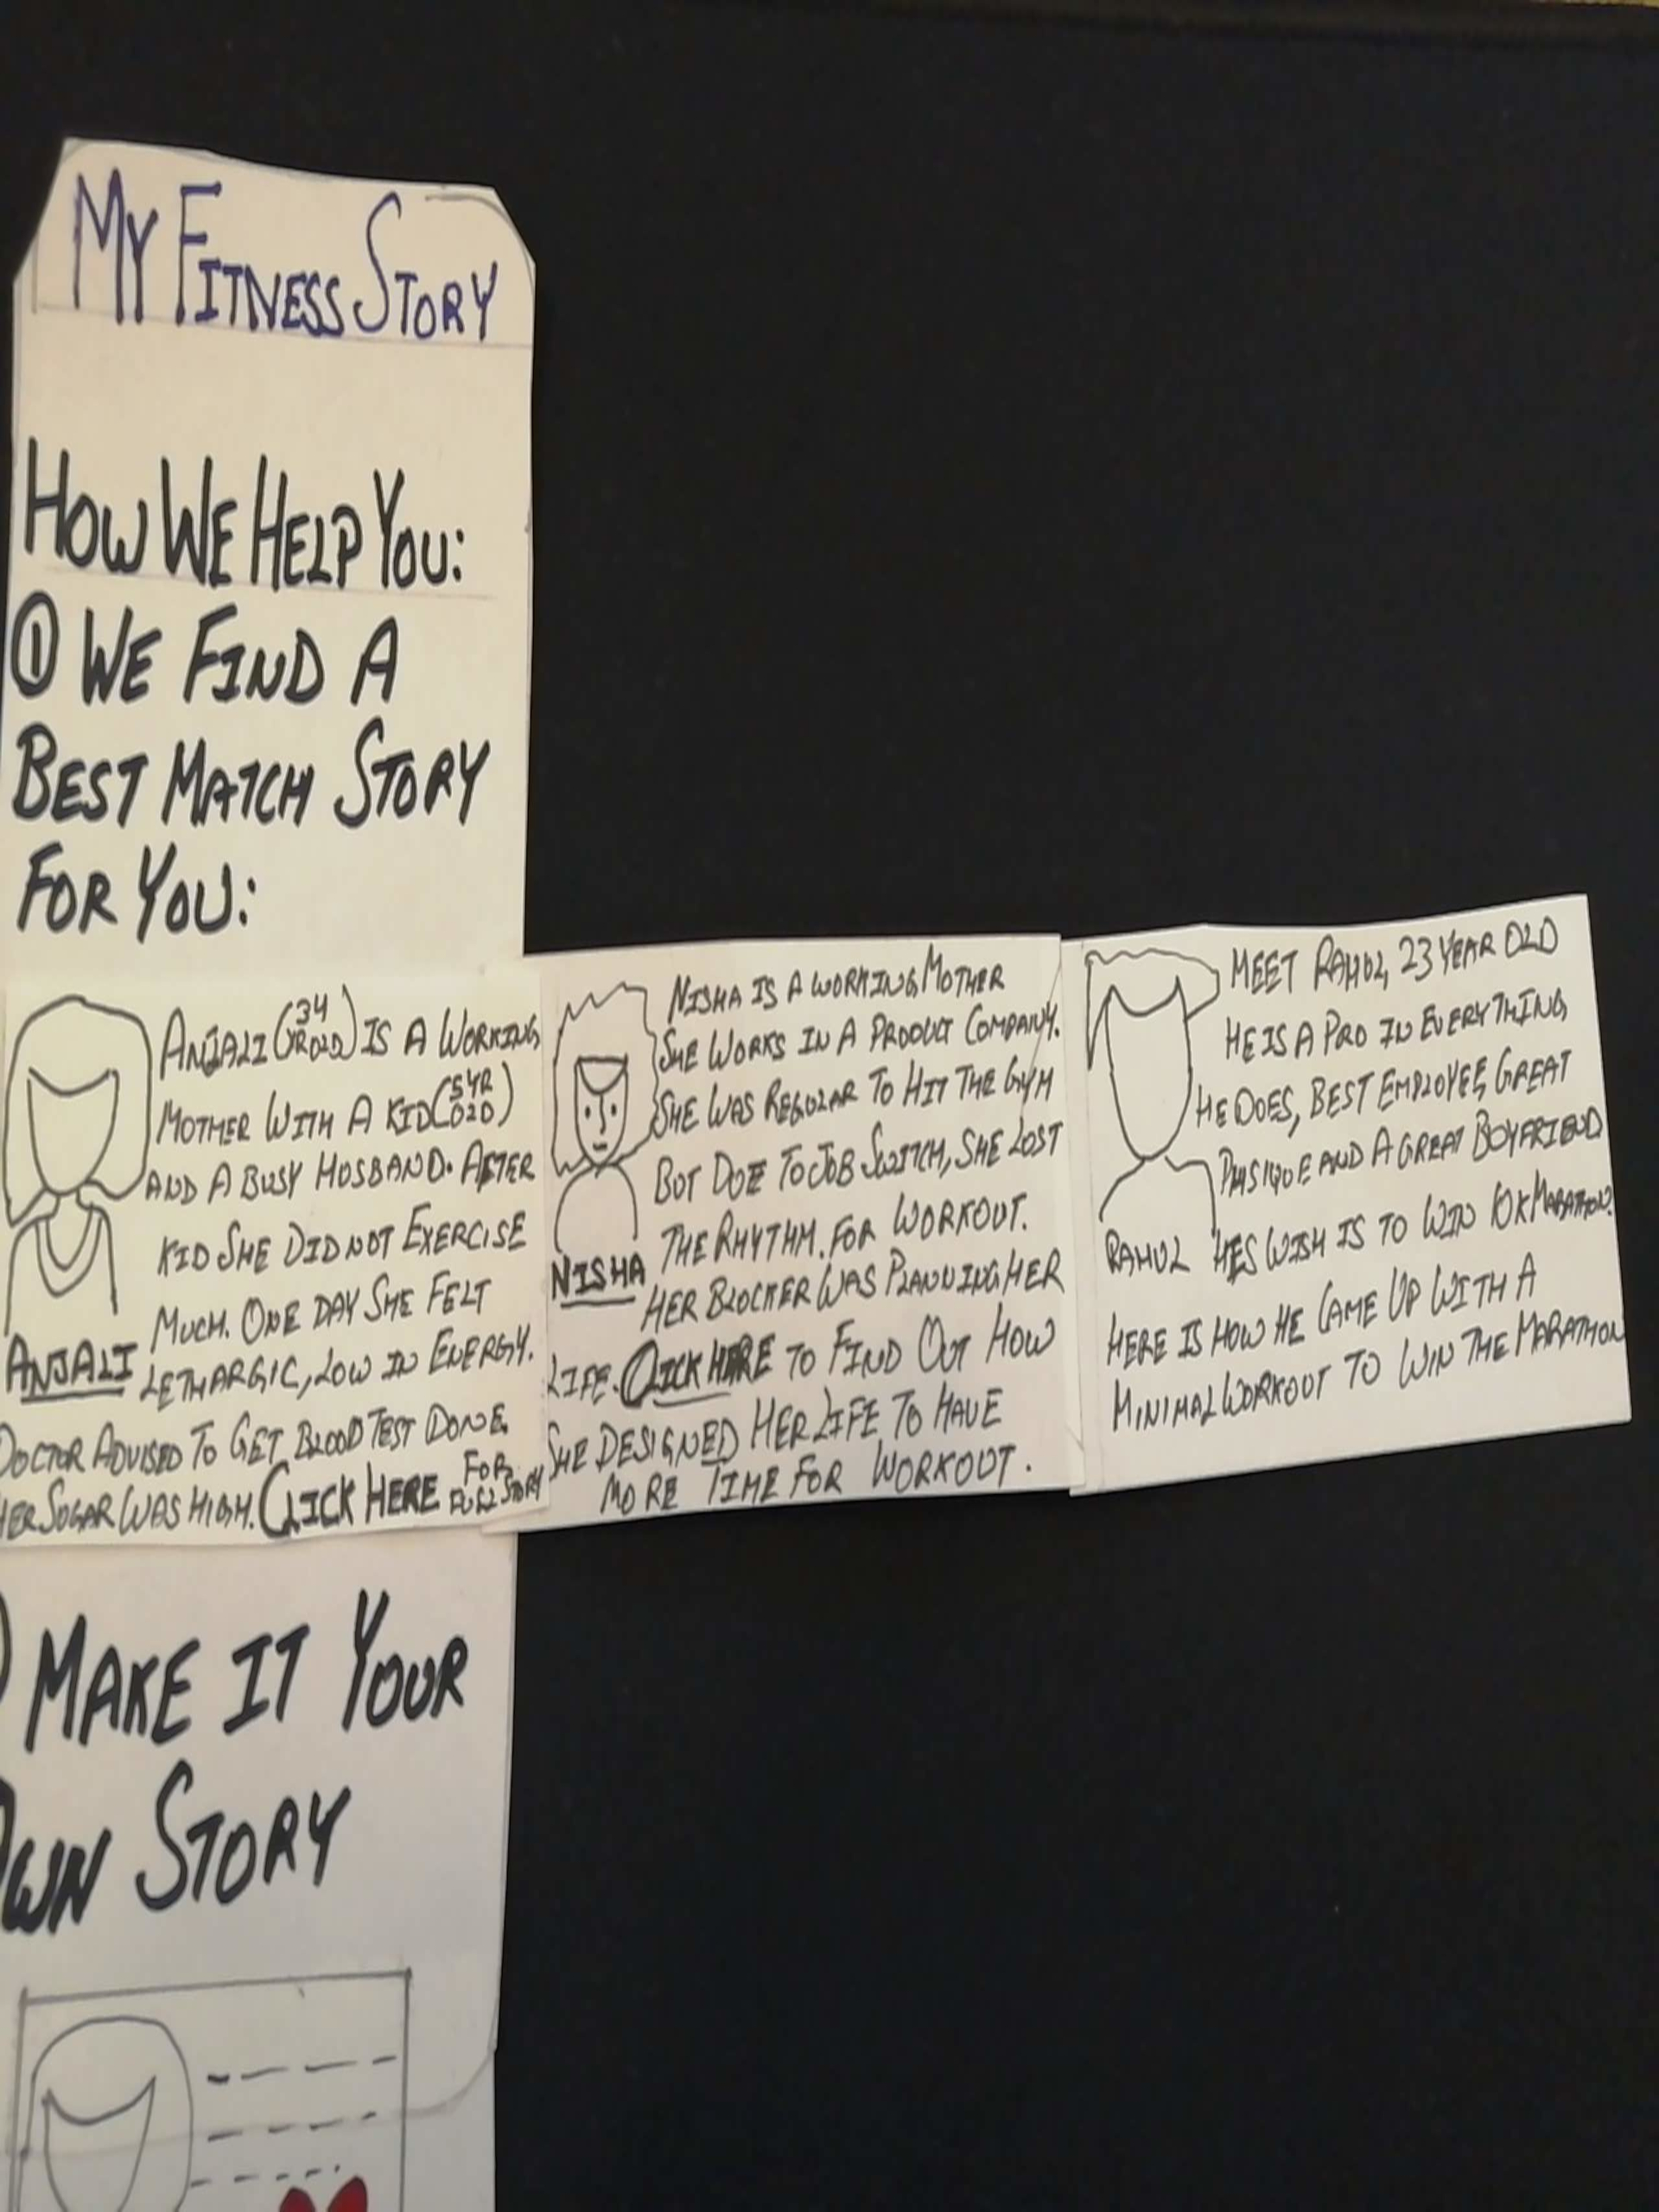 MY FITNESS STORY
HOW WE HELP YOU:
① WE FIND A
BEST MATCH STORY
FOR YOU:
ANJALI (34 YR OLD) IS A WORKING
MOTHER WITH A KID (5 YR OLD)
AND A BUSY HUSBAND. AFTER
KID SHE DID NOT EXERCISE
MUCH. ONE DAY SHE FELT
LETHARGIC, LOW IN ENERGY.
ANJALI
DOCTOR ADVISED TO GET BLOOD TEST DONE.
HER SUGAR WAS HIGH. CLICK HERE FOR FULL STORY
NISHA IS A WORKING MOTHER
SHE WORKS IN A PRODUCT COMPANY.
SHE WAS REGULAR TO HIT THE GYM
BUT DUE TO JOB SWITCH, SHE LOST
THE RHYTHM. FOR WORKOUT.
NISHA
HER BLOCKER WAS PLANNING HER
LIFE. CLICK HERE TO FIND OUT HOW
SHE DESIGNED HER LIFE TO HAVE
MORE TIME FOR WORKOUT.
MEET RAHUL, 23 YEAR OLD
HE IS A PRO IN EVERYTHING
HE DOES, BEST EMPLOYEE, GREAT
PHYSIQUE AND A GREAT BOYFRIEND
RAHUL HES WISH IS TO WIN 10K MARATHON.
HERE IS HOW HE CAME UP WITH A
MINIMAL WORKOUT TO WIN THE MARATHON
MAKE IT YOUR
OWN STORY